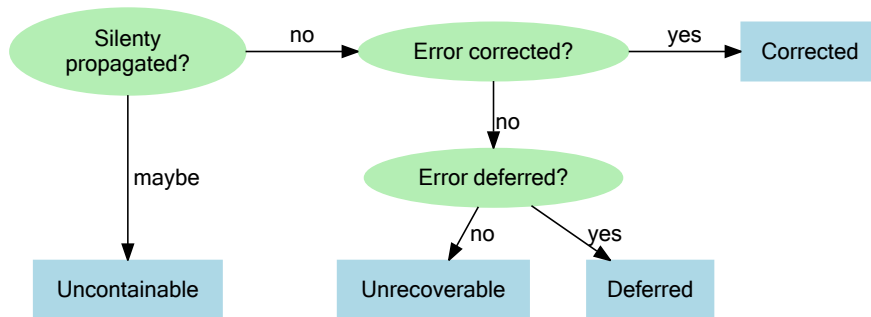 Silenty
propagated?
no
Error corrected?
yes
Corrected
no
maybe
Error deferred?
no
yes
Uncontainable
Unrecoverable
Deferred